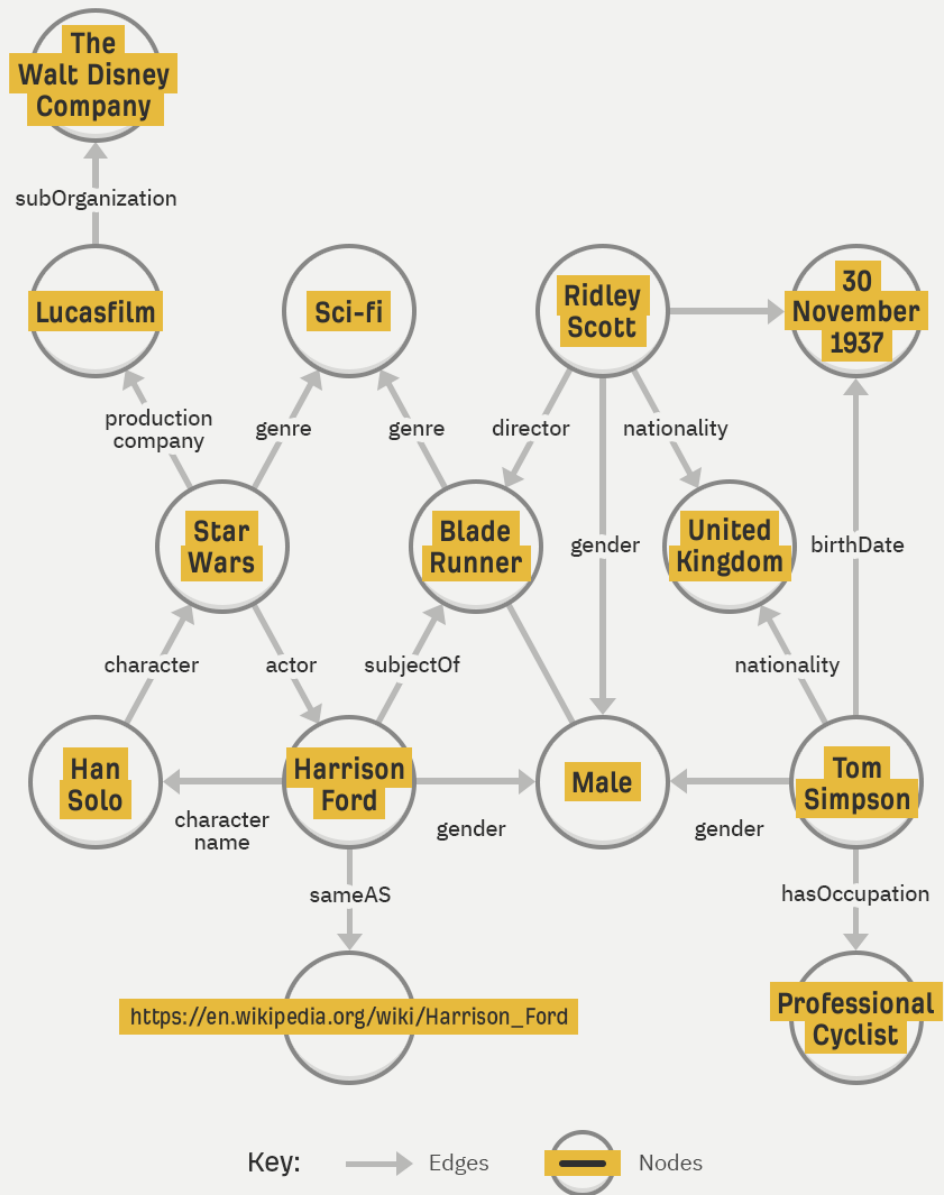 The
Walt Disney
Company
subOrganization
Lucasfilm
Sci-fi
Ridley
Scott
30
November
1937
production
company
genre
genre
director
nationality
Star
Wars
Blade
Runner
gender
United
Kingdom
birthDate
character
actor
subjectOf
nationality
Han
Solo
Harrison
Ford
Male
Tom
Simpson
character
name
gender
gender
sameAS
hasOccupation
https://en.wikipedia.org/wiki/Harrison_Ford
Professional
Cyclist
Key:
Edges
Nodes